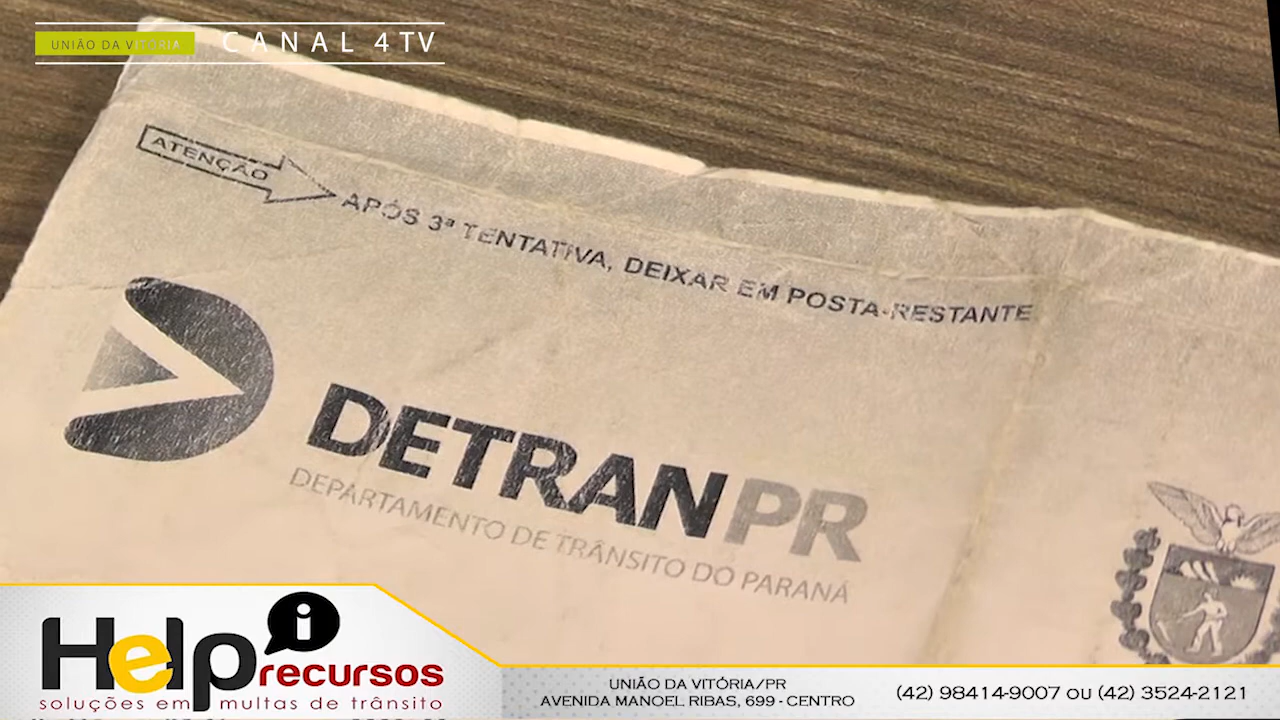 UNIÃO DA VITÓRIA
CANAL 4 TV
ATENÇÃO
APÓS 3ª TENTATIVA, DEIXAR EM POSTA-RESTANTE
DETRANPR
DEPARTAMENTO DE TRÂNSITO DO PARANÁ
Help recursos
soluções em multas de trânsito
UNIÃO DA VITÓRIA/PR
AVENIDA MANOEL RIBAS, 699 - CENTRO
(42) 98414-9007 ou (42) 3524-2121